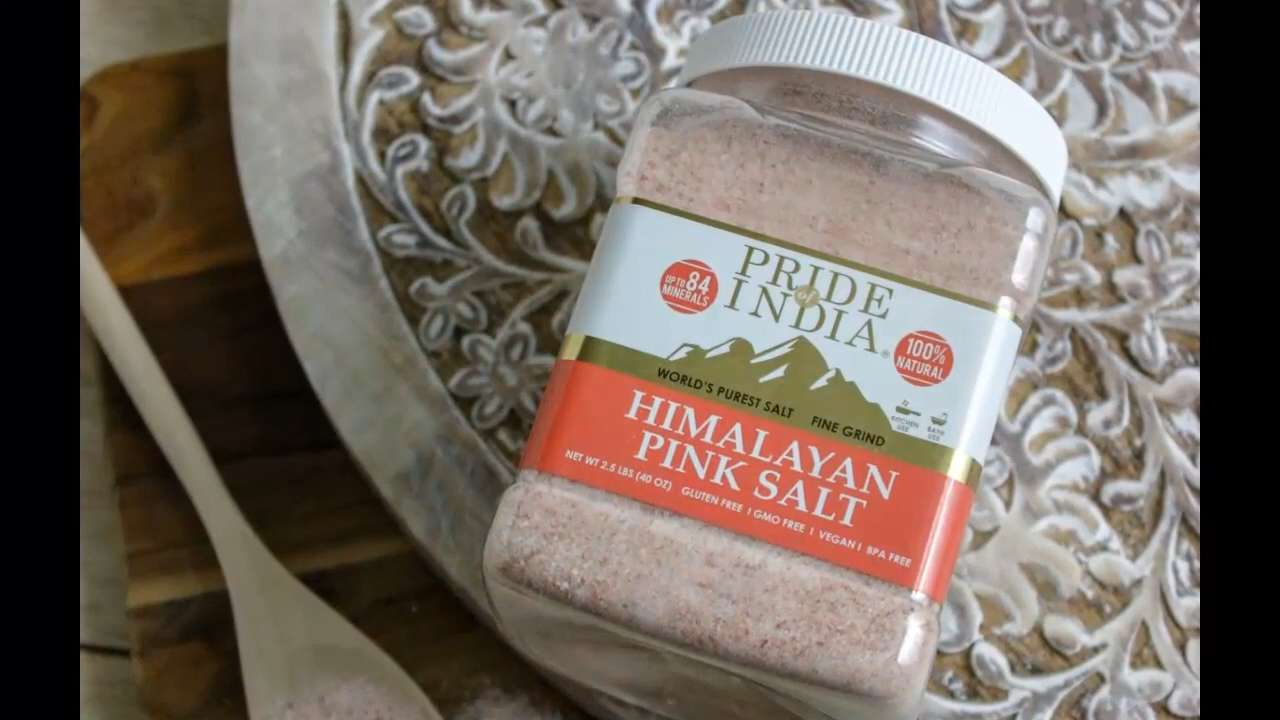 UP TO 84
MINERALS
PRIDE
of
INDIA®
100%
NATURAL
WORLD'S PUREST SALT FINE GRIND
KITCHEN
USE
BATH
USE
HIMALAYAN
PINK SALT
NET WT 2.5 LBS (40 OZ) GLUTEN FREE | GMO FREE | VEGAN | BPA FREE